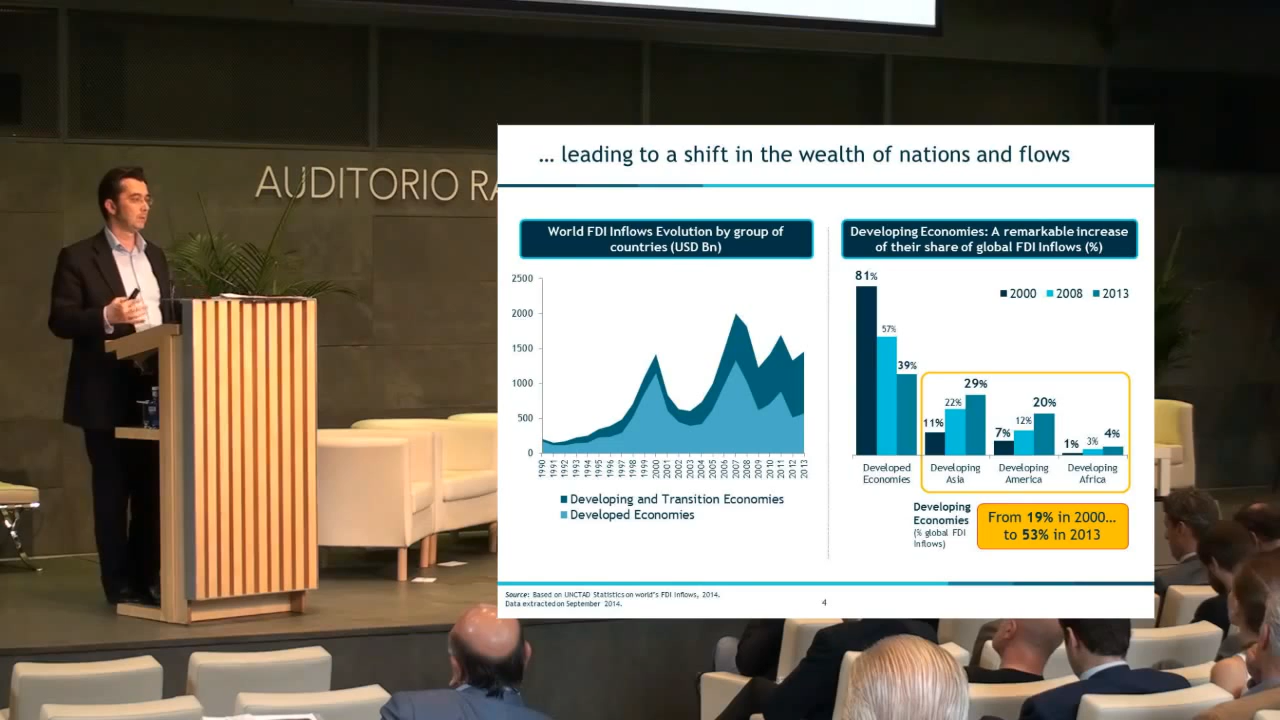 AUDITORIO RA
… leading to a shift in the wealth of nations and flows
World FDI Inflows Evolution by group of
countries (USD Bn)
2500
2000
1500
1000
500
0
1990 1991 1992 1993 1994 1995 1996 1997 1998 1999 2000 2001 2002 2003 2004 2005 2006 2007 2008 2009 2010 2011 2012 2013
Developing and Transition Economies
Developed Economies
Developing Economies: A remarkable increase
of their share of global FDI Inflows (%)
2000 2008 2013
81%
57%
39%
11% 22% 29%
7% 12% 20%
1% 3% 4%
Developed
Economies
Developing
Asia
Developing
America
Developing
Africa
Developing
Economies
(% global FDI
Inflows)
From 19% in 2000…
to 53% in 2013
Source: Based on UNCTAD Statistics on world's FDI Inflows, 2014.
Data extracted on September 2014.
4